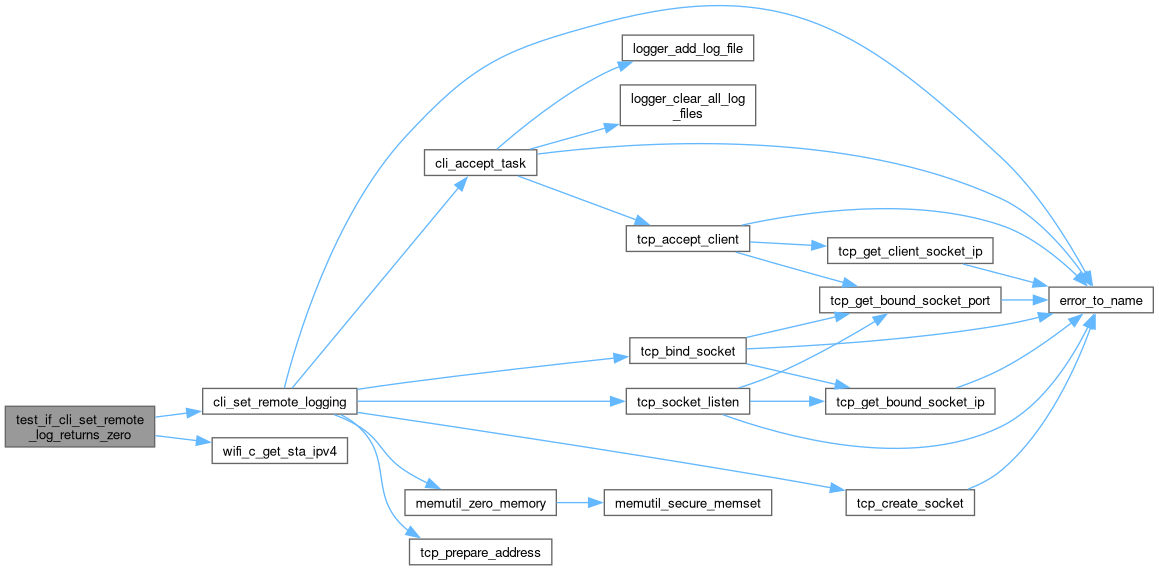 logger_add_log_file
logger_clear_all_log
_files
cli_accept_task
tcp_accept_client
tcp_get_client_socket_ip
tcp_get_bound_socket_port
error_to_name
tcp_bind_socket
cli_set_remote_logging
tcp_socket_listen
tcp_get_bound_socket_ip
test_if_cli_set_remote
_log_returns_zero
wifi_c_get_sta_ipv4
memutil_zero_memory
memutil_secure_memset
tcp_create_socket
tcp_prepare_address